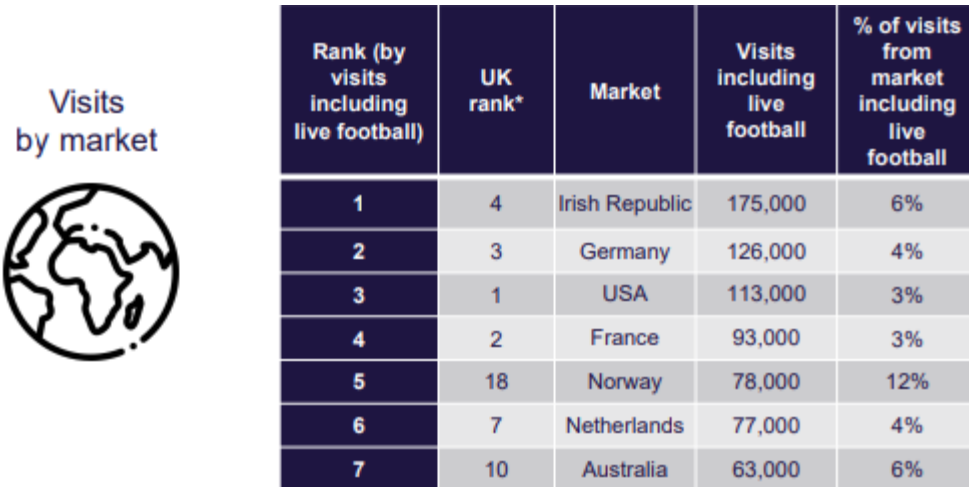 Visits
by market
Rank (by
visits
including
live football)
UK
rank*
Market
Visits
including
live
football
% of visits
from
market
including
live
football
1 4 Irish Republic 175,000 6%
2 3 Germany 126,000 4%
3 1 USA 113,000 3%
4 2 France 93,000 3%
5 18 Norway 78,000 12%
6 7 Netherlands 77,000 4%
7 10 Australia 63,000 6%